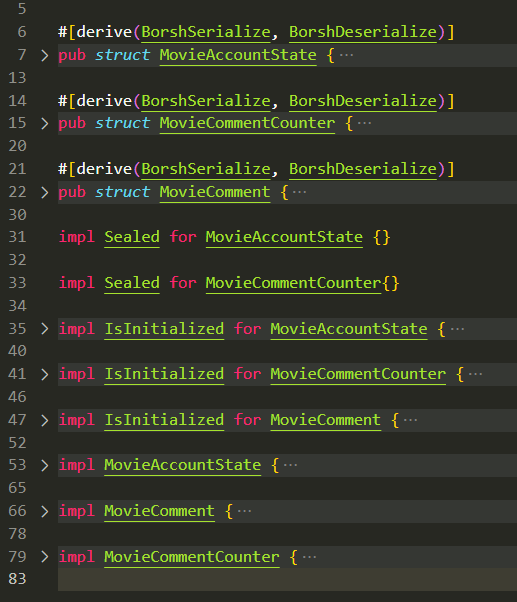 5
6 #[derive(BorshSerialize, BorshDeserialize)]
7 pub struct MovieAccountState { ···
13
14 #[derive(BorshSerialize, BorshDeserialize)]
15 pub struct MovieCommentCounter { ···
20
21 #[derive(BorshSerialize, BorshDeserialize)]
22 pub struct MovieComment { ···
30
31 impl Sealed for MovieAccountState {}
32
33 impl Sealed for MovieCommentCounter{}
34
35 impl IsInitialized for MovieAccountState { ···
40
41 impl IsInitialized for MovieCommentCounter { ···
46
47 impl IsInitialized for MovieComment { ···
52
53 impl MovieAccountState { ···
65
66 impl MovieComment { ···
78
79 impl MovieCommentCounter { ···
83